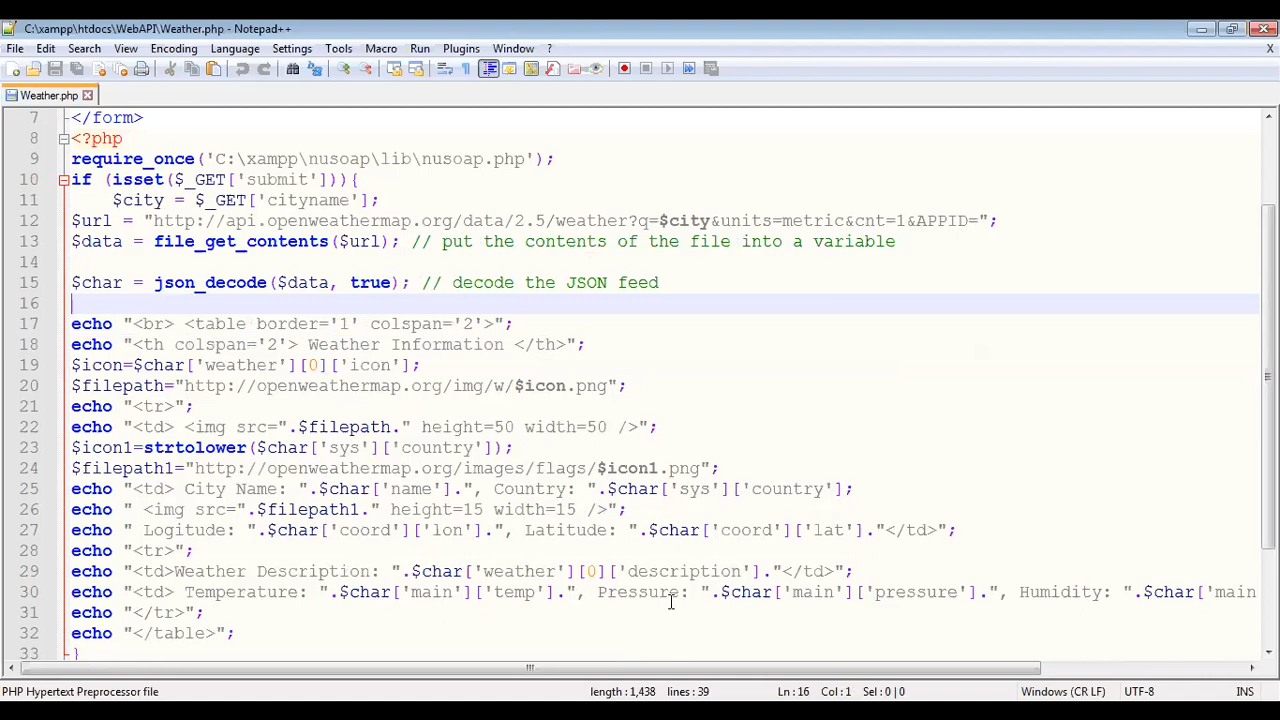 C:\xampp\htdocs\WebAPI\Weather.php - Notepad++
File Edit Search View Encoding Language Settings Tools Macro Run Plugins Window ? X
Weather.php
7 </form>
8 <?php
9 require_once('C:\xampp\nusoap\lib\nusoap.php');
10 if (isset($_GET['submit'])){
11 $city = $_GET['cityname'];
12 $url = "http://api.openweathermap.org/data/2.5/weather?q=$city&units=metric&cnt=1&APPID=";
13 $data = file_get_contents($url); // put the contents of the file into a variable
14
15 $char = json_decode($data, true); // decode the JSON feed
16
17 echo "<br> <table border='1' colspan='2'>";
18 echo "<th colspan='2'> Weather Information </th>";
19 $icon=$char['weather'][0]['icon'];
20 $filepath="http://openweathermap.org/img/w/$icon.png";
21 echo "<tr>";
22 echo "<td> <img src=".$filepath." height=50 width=50 />";
23 $icon1=strtolower($char['sys']['country']);
24 $filepath1="http://openweathermap.org/images/flags/$icon1.png";
25 echo "<td> City Name: ".$char['name'].", Country: ".$char['sys']['country'];
26 echo " <img src=".$filepath1." height=15 width=15 />";
27 echo " Logitude: ".$char['coord']['lon'].", Latitude: ".$char['coord']['lat']."</td>";
28 echo "<tr>";
29 echo "<td>Weather Description: ".$char['weather'][0]['description']."</td>";
30 echo "<td> Temperature: ".$char['main']['temp'].", Pressure: ".$char['main']['pressure'].", Humidity: ".$char['main
31 echo "</tr>";
32 echo "</table>";
33 }
PHP Hypertext Preprocessor file length : 1,438 lines : 39 Ln : 16 Col : 1 Sel : 0 | 0 Windows (CR LF) UTF-8 INS